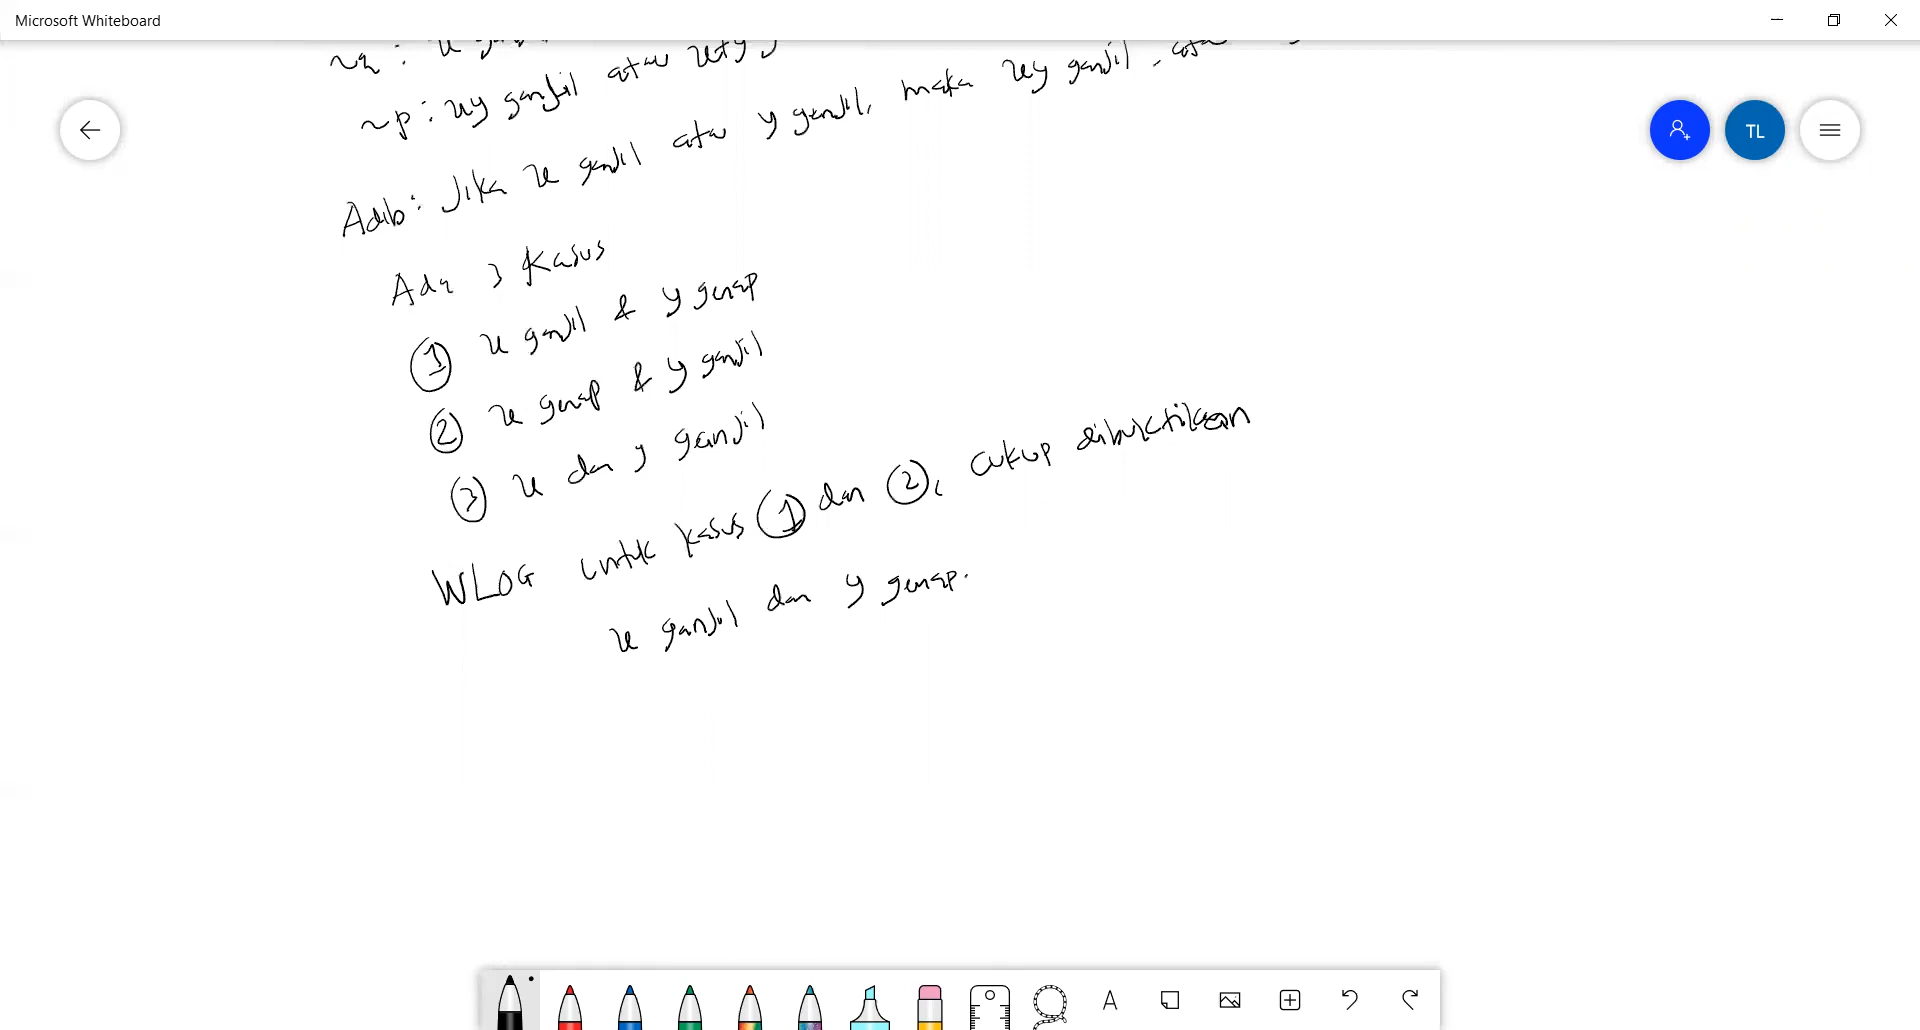 Microsoft Whiteboard
~q : x
~p : xy ganjil atau x+y
Adib : Jika x ganjil atau y ganjil, maka xy ganjil atau
Ada 3 Kasus
① x ganjil & y genap
② x genap & y ganjil
③ x dan y ganjil
WLOG untuk kasus ① dan ②, cukup dibuktikan
x ganjil dan y genap.
TL
A